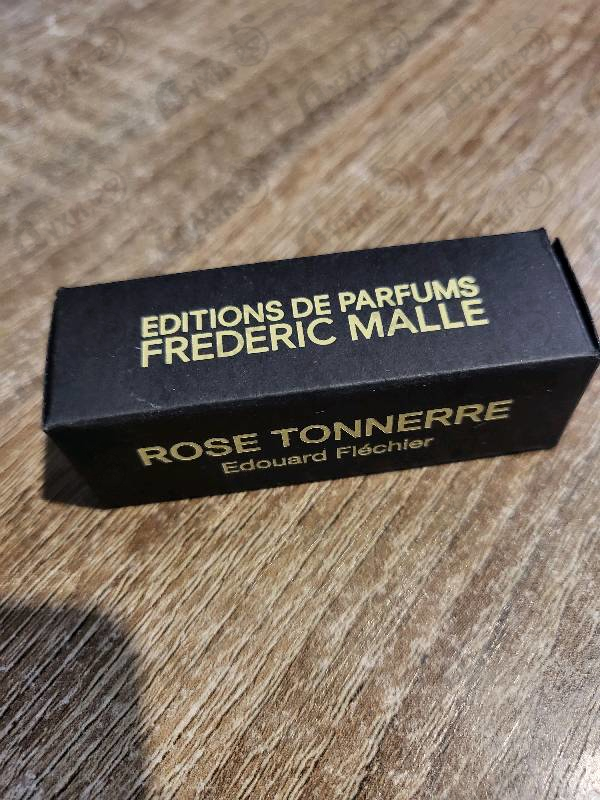 EDITIONS DE PARFUMS
FREDERIC MALLE
ROSE TONNERRE
Edouard Fléchier